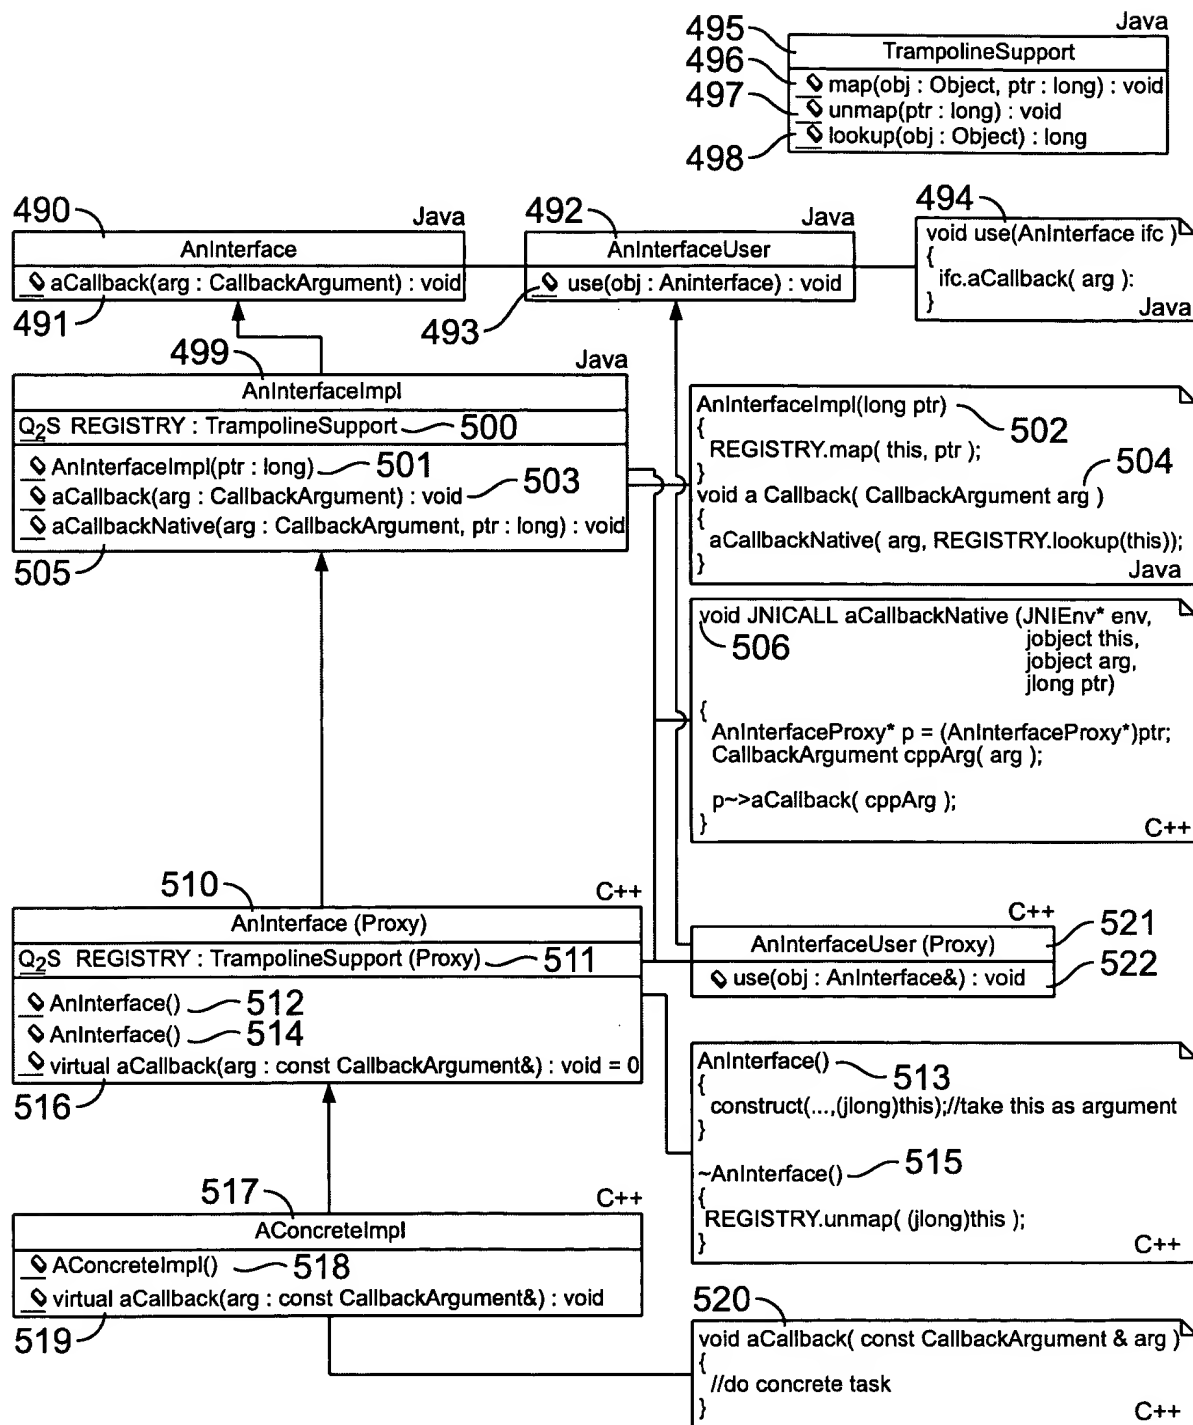 Java
495
TrampolineSupport
496
map(obj : Object, ptr : long) : void
497
unmap(ptr : long) : void
498
lookup(obj : Object) : long
490
Java
AnInterface
aCallback(arg : CallbackArgument) : void
491
492
Java
AnInterfaceUser
use(obj : Aninterface) : void
493
494
void use(AnInterface ifc )
{
ifc.aCallback( arg ):
}
Java
499
Java
AnInterfaceImpl
Q2S REGISTRY : TrampolineSupport 500
AnInterfaceImpl(ptr : long) 501
aCallback(arg : CallbackArgument) : void 503
aCallbackNative(arg : CallbackArgument, ptr : long) : void
505
AnInterfaceImpl(long ptr)
502
{
REGISTRY.map( this, ptr );
}
504
void a Callback( CallbackArgument arg )
{
aCallbackNative( arg, REGISTRY.lookup(this));
}
Java
void JNICALL aCallbackNative (JNIEnv* env,
506
jobject this,
jobject arg,
jlong ptr)
{
AnInterfaceProxy* p = (AnInterfaceProxy*)ptr;
CallbackArgument cppArg( arg );
p~>aCallback( cppArg );
}
C++
510
C++
AnInterface (Proxy)
Q2S REGISTRY : TrampolineSupport (Proxy) 511
AnInterface() 512
AnInterface() 514
virtual aCallback(arg : const CallbackArgument&) : void = 0
516
C++
AnInterfaceUser (Proxy) 521
use(obj : AnInterface&) : void 522
AnInterface() 513
{
construct(...,(jlong)this);//take this as argument
}
~AnInterface() 515
{
REGISTRY.unmap( (jlong)this );
}
C++
517
C++
AConcreteImpl
AConcreteImpl() 518
virtual aCallback(arg : const CallbackArgument&) : void
519
520
void aCallback( const CallbackArgument & arg )
{
//do concrete task
}
C++